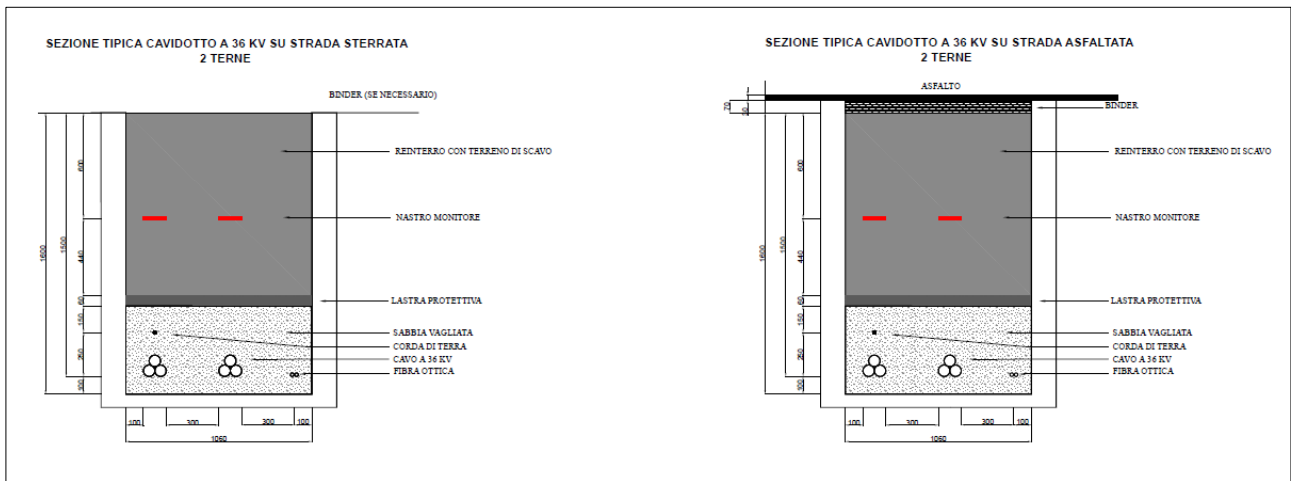 SEZIONE TIPICA CAVIDOTTO A 36 KV SU STRADA STERRATA
2 TERNE
BINDER (SE NECESSARIO)
REINTERRO CON TERRENO DI SCAVO
NASTRO MONITORE
LASTRA PROTETTIVA
SABBIA VAGLIATA
CORDA DI TERRA
CAVO A 36 KV
FIBRA OTTICA
1600
1500
600
440
60
150
250
100
100
300
300
100
1060
SEZIONE TIPICA CAVIDOTTO A 36 KV SU STRADA ASFALTATA
2 TERNE
ASFALTO
BINDER
REINTERRO CON TERRENO DI SCAVO
NASTRO MONITORE
LASTRA PROTETTIVA
SABBIA VAGLIATA
CORDA DI TERRA
CAVO A 36 KV
FIBRA OTTICA
70
1600
1500
600
440
60
150
250
100
100
300
300
100
1060